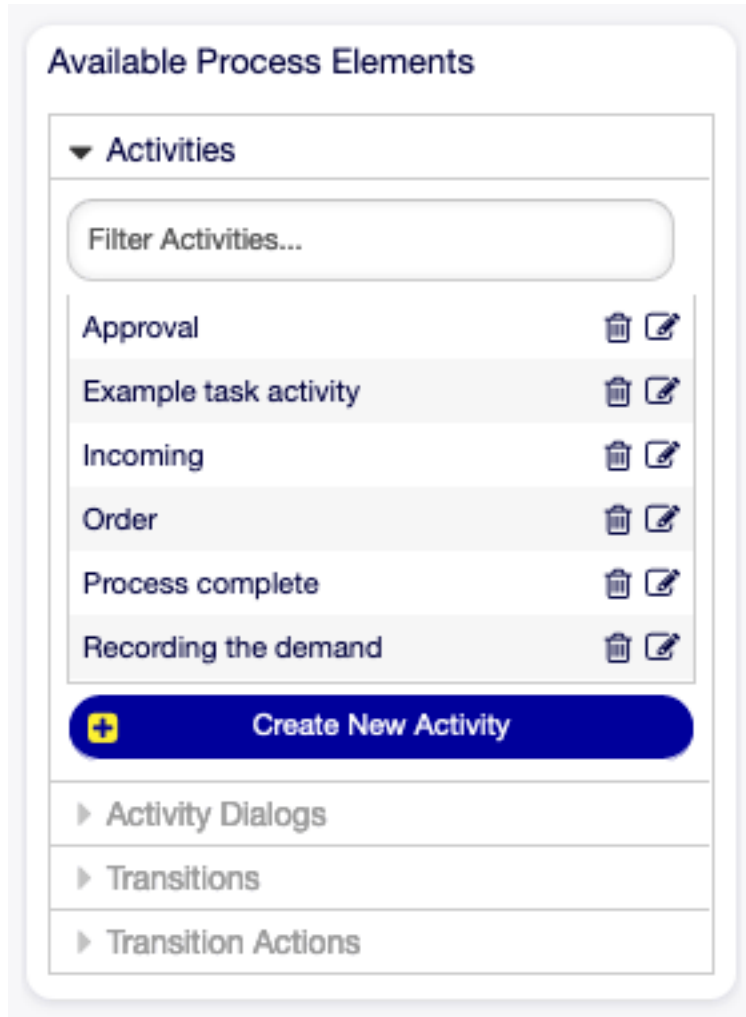 Available Process Elements
Activities
Filter Activities...
Approval
Example task activity
Incoming
Order
Process complete
Recording the demand
Create New Activity
Activity Dialogs
Transitions
Transition Actions